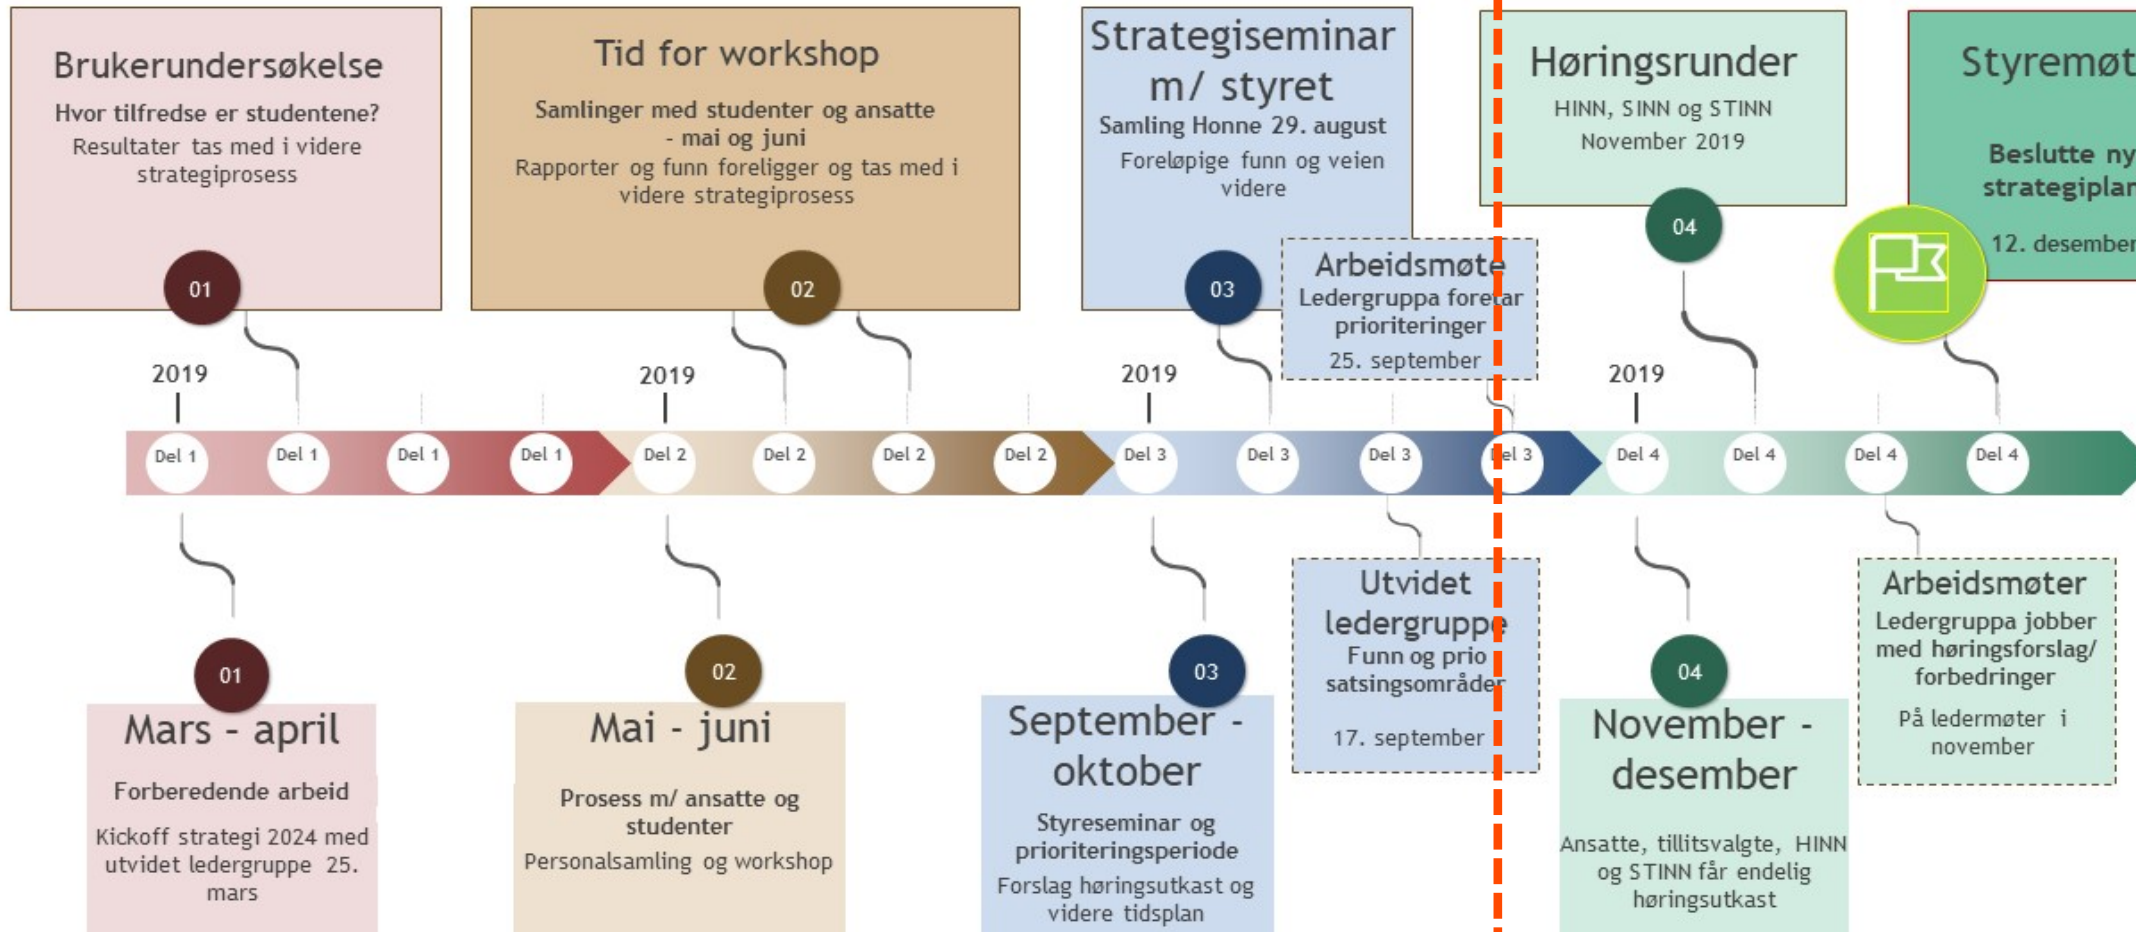 Brukerundersøkelse
Hvor tilfredse er studentene?
Resultater tas med i videre
strategiprosess
01
Tid for workshop
Samlinger med studenter og ansatte
- mai og juni
Rapporter og funn foreligger og tas med i
videre strategiprosess
02
Strategiseminar
m/ styret
Samling Honne 29. august
Foreløpige funn og veien
videre
03
Arbeidsmøte
Ledergruppa foretar
prioriteringer
25. september
Høringsrunder
HINN, SINN og STINN
November 2019
04
Styremøt
Beslutte ny
strategiplan
12. desember
2019
2019
2019
2019
Del 1
Del 1
Del 1
Del 1
Del 2
Del 2
Del 2
Del 2
Del 3
Del 3
Del 3
Del 3
Del 4
Del 4
Del 4
Del 4
01
Mars – april
Forberedende arbeid
Kickoff strategi 2024 med
utvidet ledergruppe 25.
mars
02
Mai - juni
Prosess m/ ansatte og
studenter
Personalsamling og workshop
03
September -
oktober
Styreseminar og
prioriteringsperiode
Forslag høringsutkast og
videre tidsplan
Utvidet
ledergruppe
Funn og prio
satsingsområder
17. september
04
November -
desember
Ansatte, tillitsvalgte, HINN
og STINN får endelig
høringsutkast
Arbeidsmøter
Ledergruppa jobber
med høringsforslag/
forbedringer
På ledermøter i
november